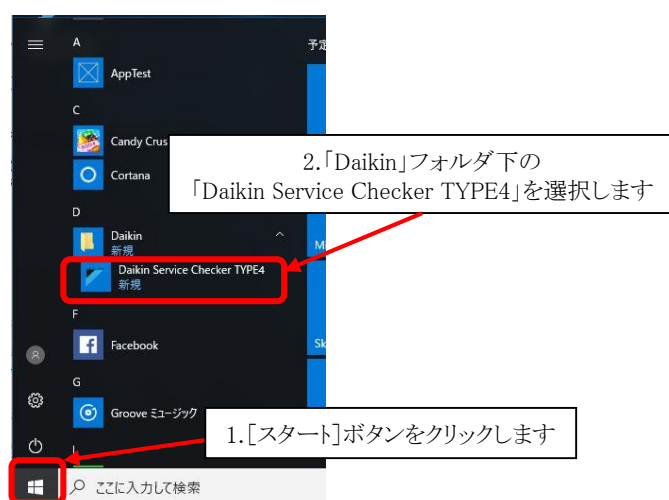 A
予定
AppTest
C
Candy Crus
Cortana
2.「Daikin」フォルダ下の
「Daikin Service Checker TYPE4」を選択します
D
Daikin
新規
Daikin Service Checker TYPE4
新規
F
Facebook
Sk
G
Groove ミュージック
1.［スタート］ボタンをクリックします
ここに入力して検索